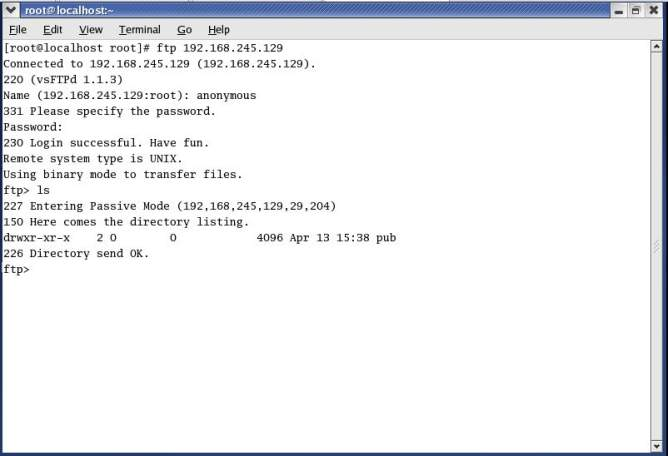 root@localhost:~
File Edit View Terminal Go Help
[root@localhost root]# ftp 192.168.245.129
Connected to 192.168.245.129 (192.168.245.129).
220 (vsFTPd 1.1.3)
Name (192.168.245.129:root): anonymous
331 Please specify the password.
Password:
230 Login successful. Have fun.
Remote system type is UNIX.
Using binary mode to transfer files.
ftp> ls
227 Entering Passive Mode (192,168,245,129,29,204)
150 Here comes the directory listing.
drwxr-xr-x    2 0        0            4096 Apr 13 15:38 pub
226 Directory send OK.
ftp>